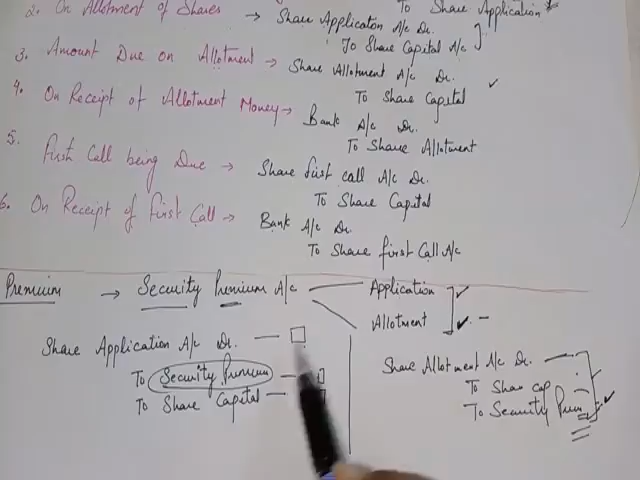 2. On Allotment of Shares → Share Application A/c Dr.
To Share Application
To Share Capital A/c
3. Amount Due on Allotment → Share Allotment A/c Dr.
To Share Capital
4. On Receipt of Allotment Money → Bank A/c Dr.
To Share Allotment
5. First Call being Due → Share first call A/c Dr.
To Share Capital
6. On Receipt of First Call → Bank A/c Dr.
To Share first Call A/c
Premium → Security Premium A/c
Application
Allotment
Share Application A/c Dr.
To Security Premium
To Share Capital
Share Allotment A/c Dr.
To Share Cap
To Security Prem